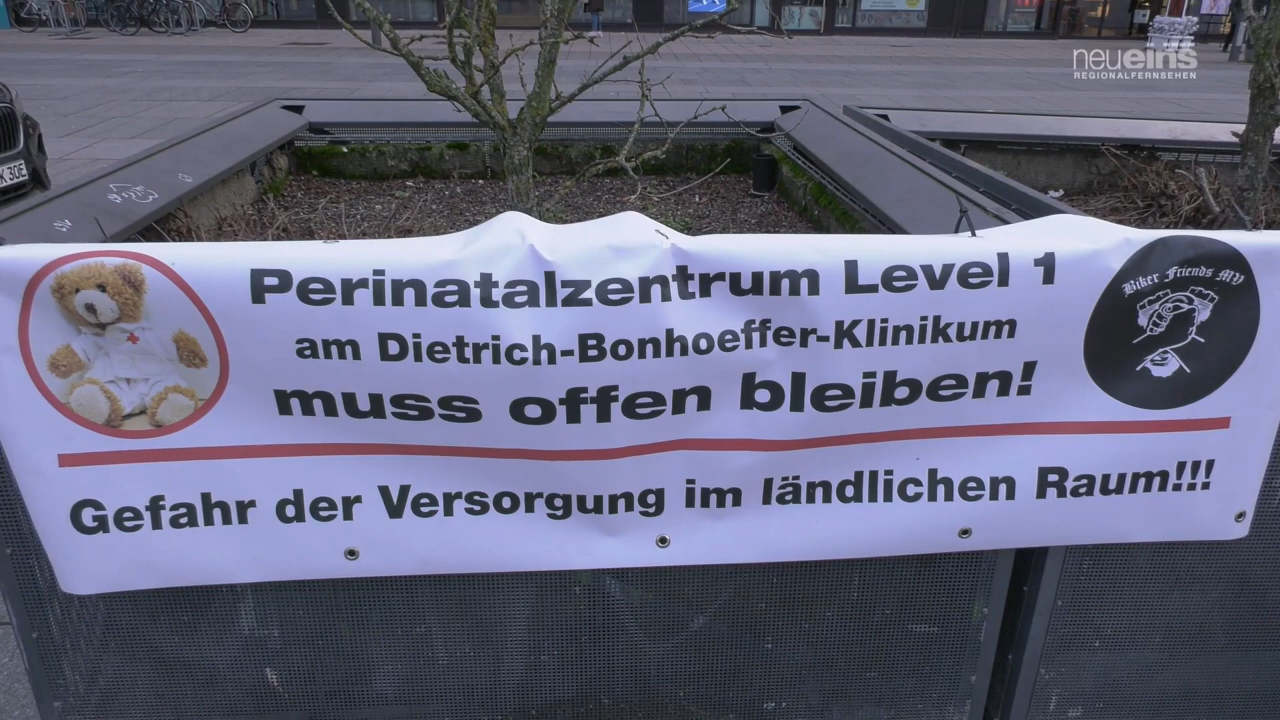 neueins
REGIONALFERNSEHEN
K 30E
Perinatalzentrum Level 1
am Dietrich-Bonhoeffer-Klinikum
muss offen bleiben!
Biker Friends MV
Gefahr der Versorgung im ländlichen Raum!!!